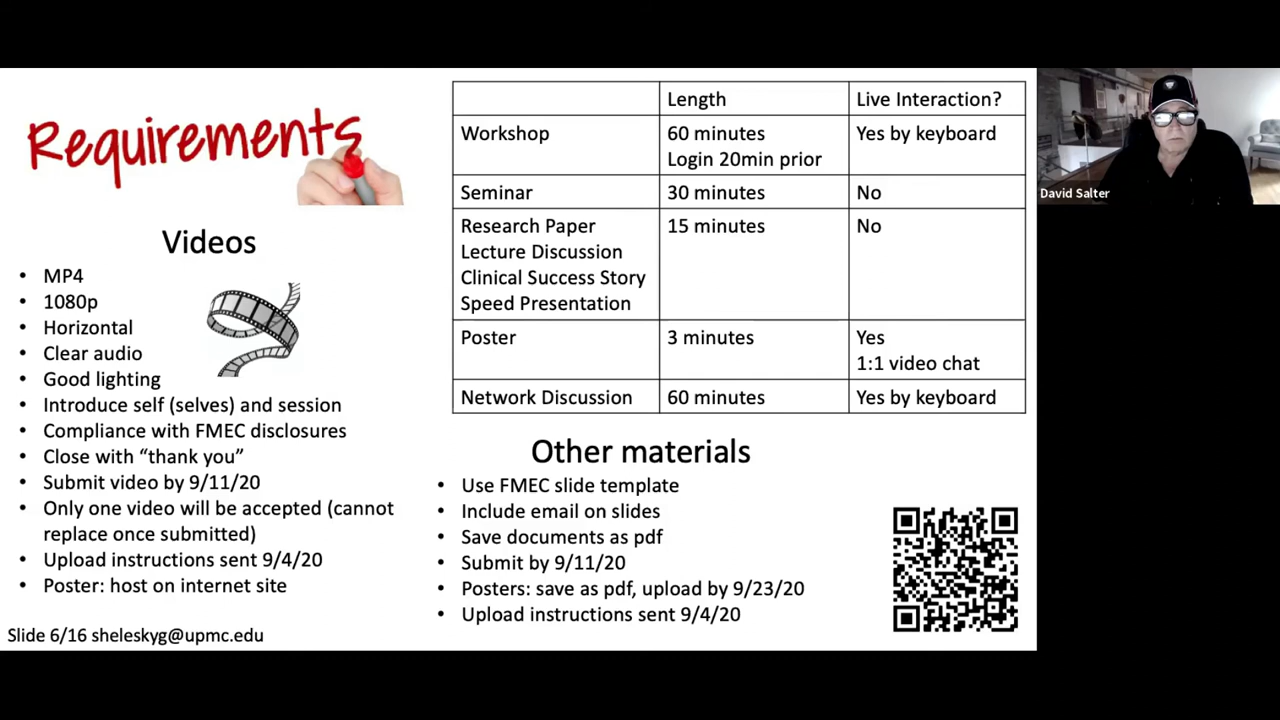 Requirements
Videos
MP4
1080p
Horizontal
Clear audio
Good lighting
Introduce self (selves) and session
Compliance with FMEC disclosures
Close with “thank you”
Submit video by 9/11/20
Only one video will be accepted (cannot
replace once submitted)
Upload instructions sent 9/4/20
Poster: host on internet site
Slide 6/16 sheleskyg@upmc.edu
Length
Live Interaction?
Workshop
60 minutes
Login 20min prior
Yes by keyboard
Seminar
30 minutes
No
Research Paper
Lecture Discussion
Clinical Success Story
Speed Presentation
15 minutes
No
Poster
3 minutes
Yes
1:1 video chat
Network Discussion
60 minutes
Yes by keyboard
Other materials
Use FMEC slide template
Include email on slides
Save documents as pdf
Submit by 9/11/20
Posters: save as pdf, upload by 9/23/20
Upload instructions sent 9/4/20
David Salter